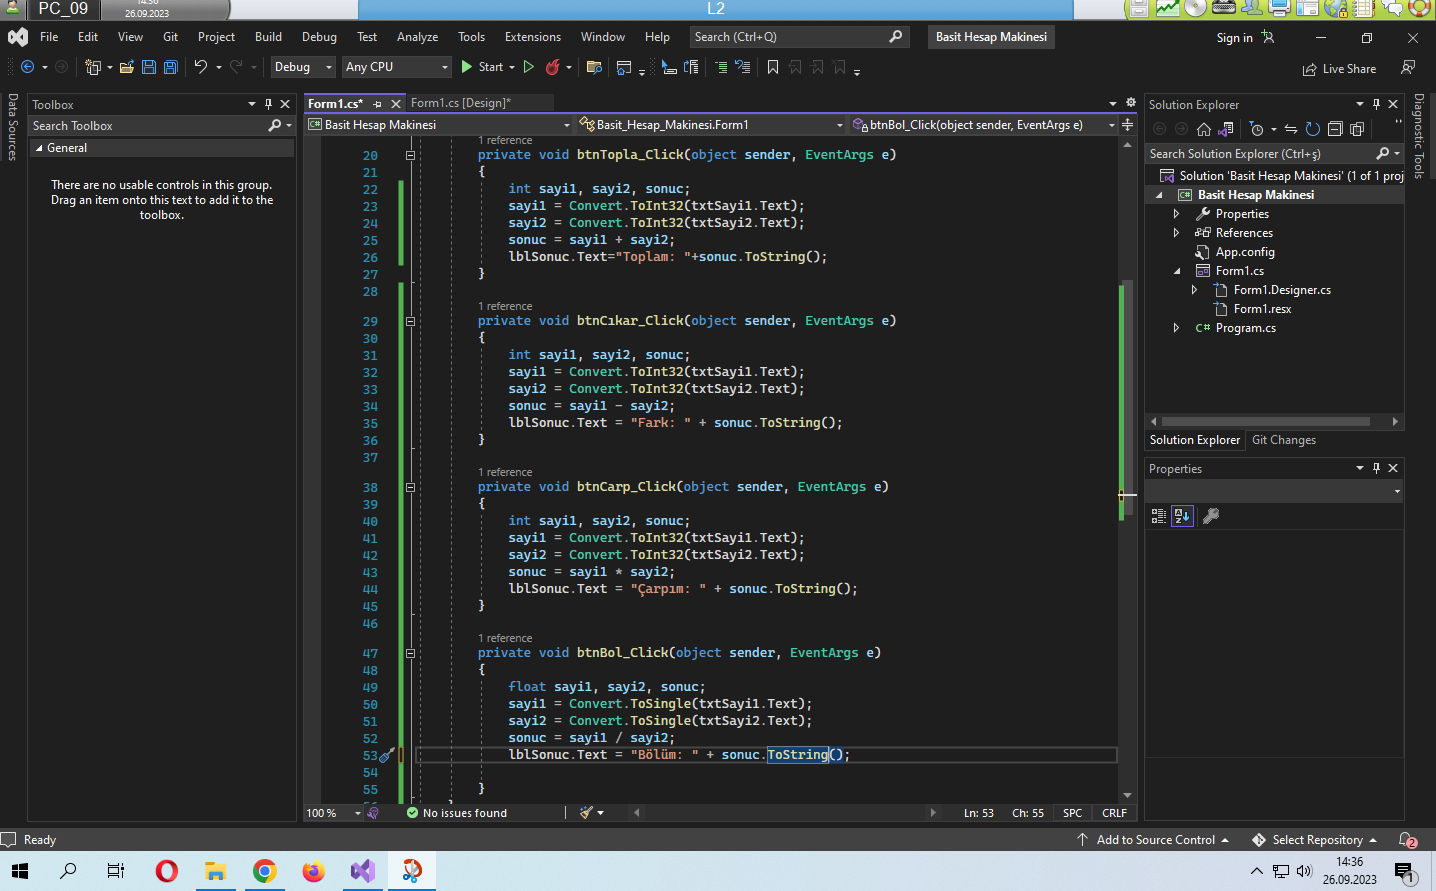 PC_09
14:36
26.09.2023
L2
File Edit View Git Project Build Debug Test Analyze Tools Extensions Window Help Search (Ctrl+Q) Basit Hesap Makinesi Sign in
Debug Any CPU Start Live Share
Data Sources
Toolbox
Search Toolbox
General
There are no usable controls in this group.
Drag an item onto this text to add it to the
toolbox.
Form1.cs* Form1.cs [Design]*
Basit Hesap Makinesi Basit_Hesap_Makinesi.Form1 btnBol_Click(object sender, EventArgs e)
1 reference
20 private void btnTopla_Click(object sender, EventArgs e)
21 {
22 int sayi1, sayi2, sonuc;
23 sayi1 = Convert.ToInt32(txtSayi1.Text);
24 sayi2 = Convert.ToInt32(txtSayi2.Text);
25 sonuc = sayi1 + sayi2;
26 lblSonuc.Text="Toplam: "+sonuc.ToString();
27 }
28
1 reference
29 private void btnCıkar_Click(object sender, EventArgs e)
30 {
31 int sayi1, sayi2, sonuc;
32 sayi1 = Convert.ToInt32(txtSayi1.Text);
33 sayi2 = Convert.ToInt32(txtSayi2.Text);
34 sonuc = sayi1 - sayi2;
35 lblSonuc.Text = "Fark: " + sonuc.ToString();
36 }
37
1 reference
38 private void btnCarp_Click(object sender, EventArgs e)
39 {
40 int sayi1, sayi2, sonuc;
41 sayi1 = Convert.ToInt32(txtSayi1.Text);
42 sayi2 = Convert.ToInt32(txtSayi2.Text);
43 sonuc = sayi1 * sayi2;
44 lblSonuc.Text = "Çarpım: " + sonuc.ToString();
45 }
46
1 reference
47 private void btnBol_Click(object sender, EventArgs e)
48 {
49 float sayi1, sayi2, sonuc;
50 sayi1 = Convert.ToSingle(txtSayi1.Text);
51 sayi2 = Convert.ToSingle(txtSayi2.Text);
52 sonuc = sayi1 / sayi2;
53 lblSonuc.Text = "Bölüm: " + sonuc.ToString();
54
55 }
100 % No issues found Ln: 53 Ch: 55 SPC CRLF
Solution Explorer
Search Solution Explorer (Ctrl+ş)
Solution 'Basit Hesap Makinesi' (1 of 1 proj
Basit Hesap Makinesi
Properties
References
App.config
Form1.cs
Form1.Designer.cs
Form1.resx
C# Program.cs
Solution Explorer Git Changes
Properties
Diagnostic Tools
Ready Add to Source Control Select Repository 2
14:36
26.09.2023
1